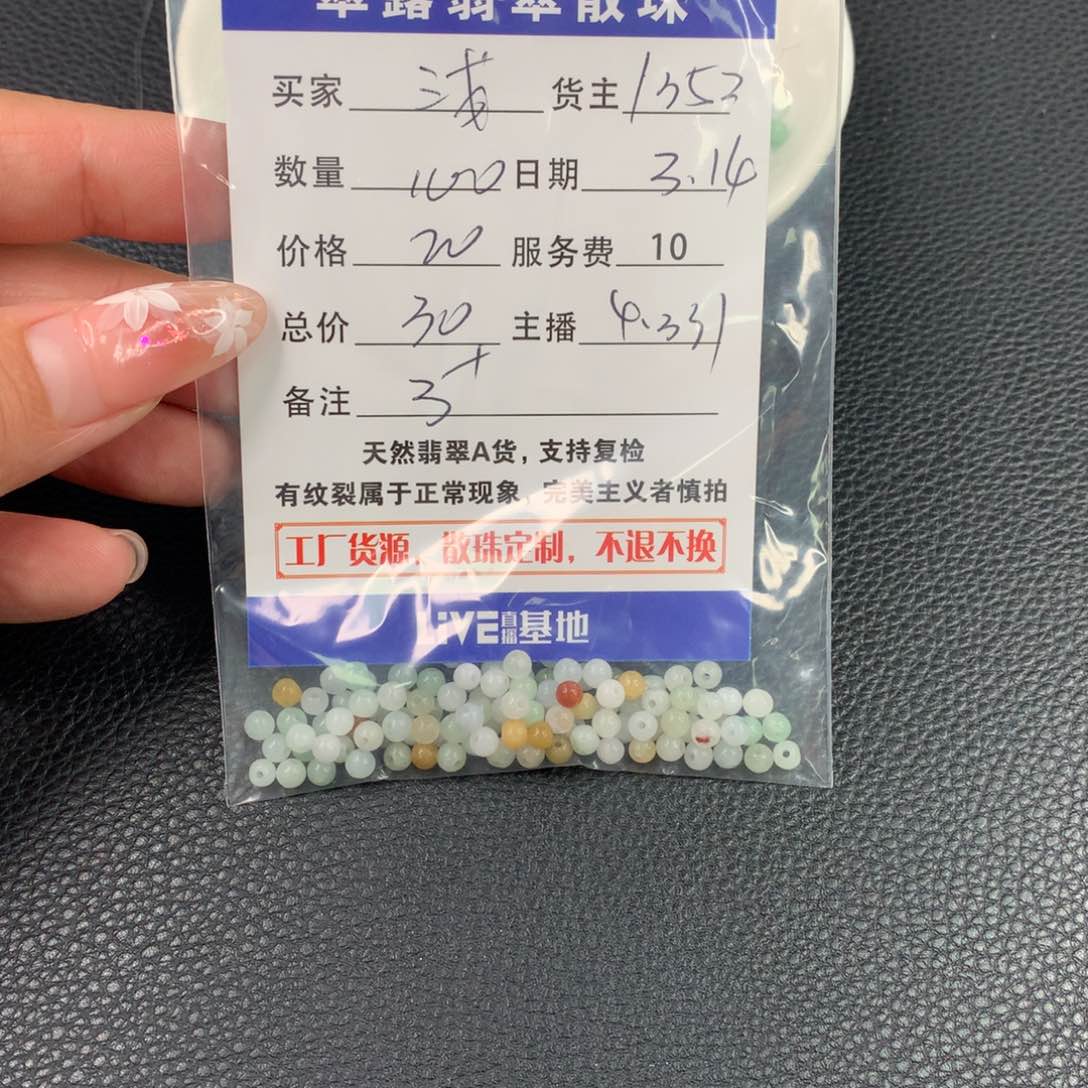 翠露翡翠散珠
买家 货主 1353
数量 100 日期 3.14
价格 20 服务费 10
总价 30 主播 4.331
备注 3+
天然翡翠A货，支持复检
有纹裂属于正常现象，完美主义者慎拍
工厂货源，散珠定制，不退不换
LiVE直播基地